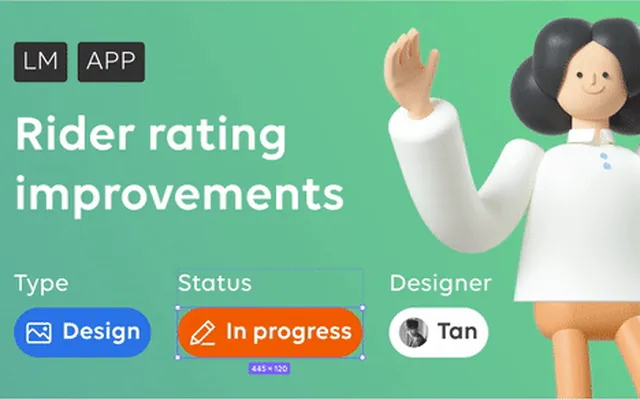 LM APP
Rider rating
improvements
Type Status Designer
Design In progress Tan
445 × 120